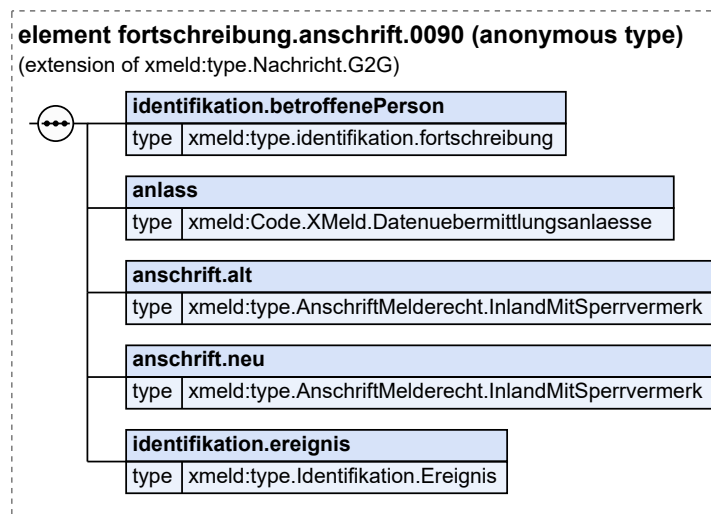 element fortschreibung.anschrift.0090 (anonymous type)
(extension of xmeld:type.Nachricht.G2G)
identifikation.betroffenePerson
type xmeld:type.identifikation.fortschreibung
anlass
type xmeld:Code.XMeld.Datenuebermittlungsanlaesse
anschrift.alt
type xmeld:type.AnschriftMelderecht.InlandMitSperrvermerk
anschrift.neu
type xmeld:type.AnschriftMelderecht.InlandMitSperrvermerk
identifikation.ereignis
type xmeld:type.Identifikation.Ereignis